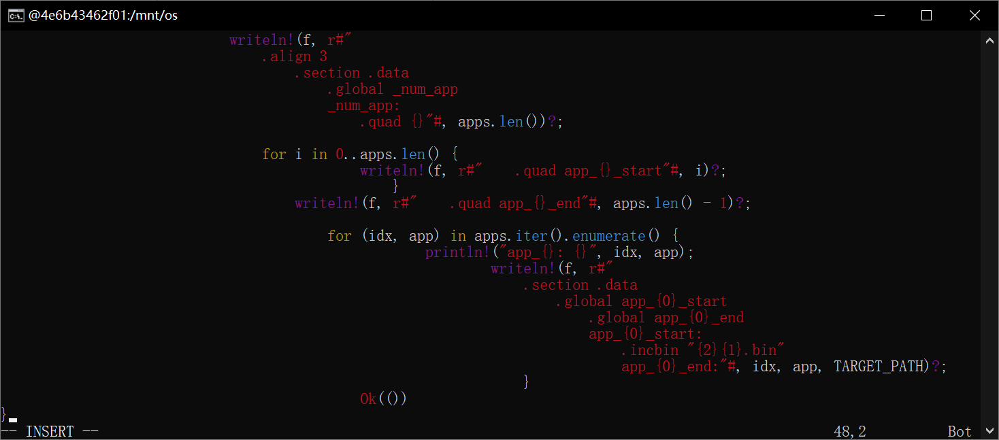 @4e6b43462f01:/mnt/os
writeln!(f, r#"
.align 3
.section .data
.global _num_app
_num_app:
.quad {}"#, apps.len())?;
for i in 0..apps.len() {
writeln!(f, r#"    .quad app_{}_start"#, i)?;
}
writeln!(f, r#"    .quad app_{}_end"#, apps.len() - 1)?;
for (idx, app) in apps.iter().enumerate() {
println!("app_{}: {}", idx, app);
writeln!(f, r#"
.section .data
.global app_{0}_start
.global app_{0}_end
app_{0}_start:
.incbin "{2}{1}.bin"
app_{0}_end:"#, idx, app, TARGET_PATH)?;
}
Ok(())
}
-- INSERT -- 48,2 Bot